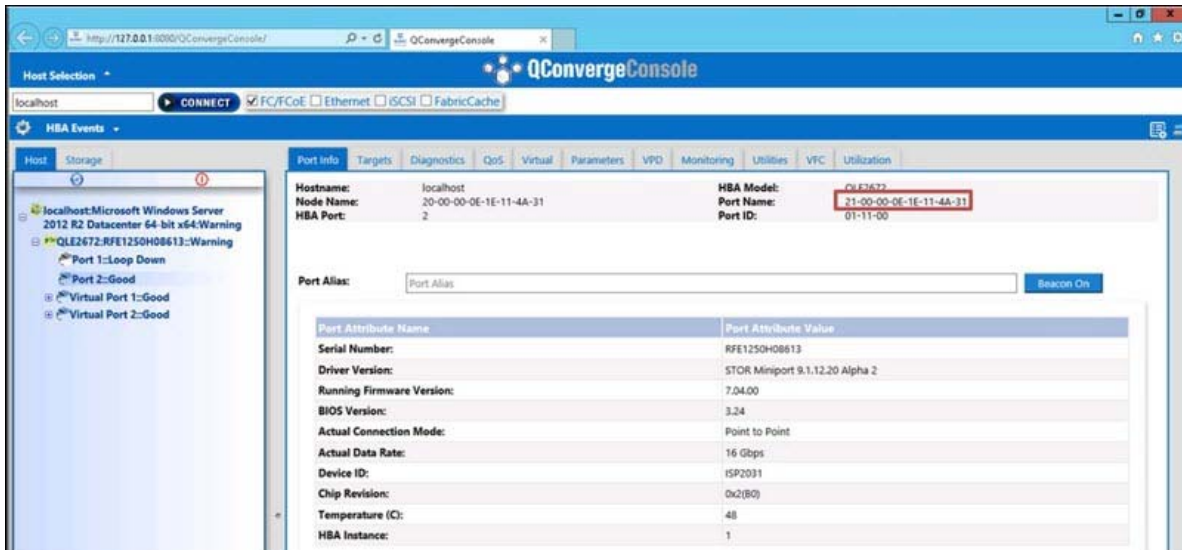 http://127.0.0.1:8080/QConvergeConsole/
QConvergeConsole
Host Selection
QConvergeConsole
localhost
CONNECT
FC/FCoE Ethernet iSCSI FabricCache
HBA Events
Host Storage
Port Info Targets Diagnostics QoS Virtual Parameters VPD Monitoring Utilities VFC Utilization
localhost:Microsoft Windows Server
2012 R2 Datacenter 64-bit x64:Warning
QLE2672:RFE1250H08613::Warning
Port 1::Loop Down
Port 2::Good
Virtual Port 1::Good
Virtual Port 2::Good
Hostname: localhost HBA Model: QLE2672
Node Name: 20-00-00-0E-1E-11-4A-31 Port Name: 21-00-00-0E-1E-11-4A-31
HBA Port: 2 Port ID: 01-11-00
Port Alias: Port Alias Beacon On
Port Attribute Name Port Attribute Value
Serial Number: RFE1250H08613
Driver Version: STOR Miniport 9.1.12.20 Alpha 2
Running Firmware Version: 7.04.00
BIOS Version: 3.24
Actual Connection Mode: Point to Point
Actual Data Rate: 16 Gbps
Device ID: ISP2031
Chip Revision: 0x2(B0)
Temperature (C): 48
HBA Instance: 1